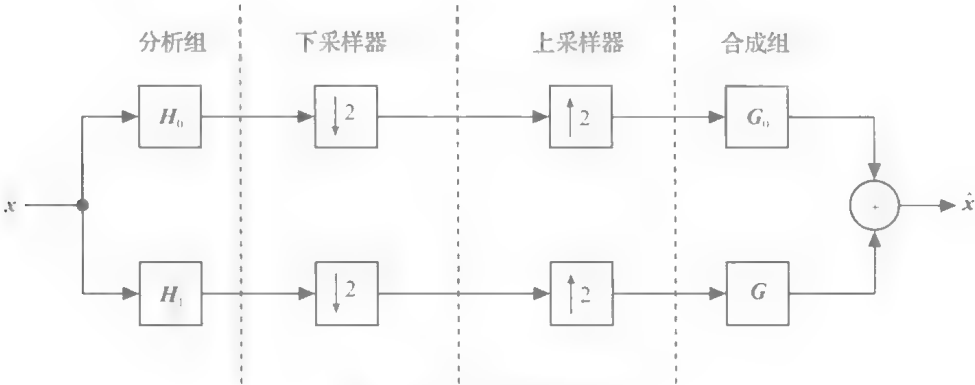 分析组 下采样器 上采样器 合成组
H₀ ↓2 ↑2 G₀
x + x̂
H₁ ↓2 ↑2 G